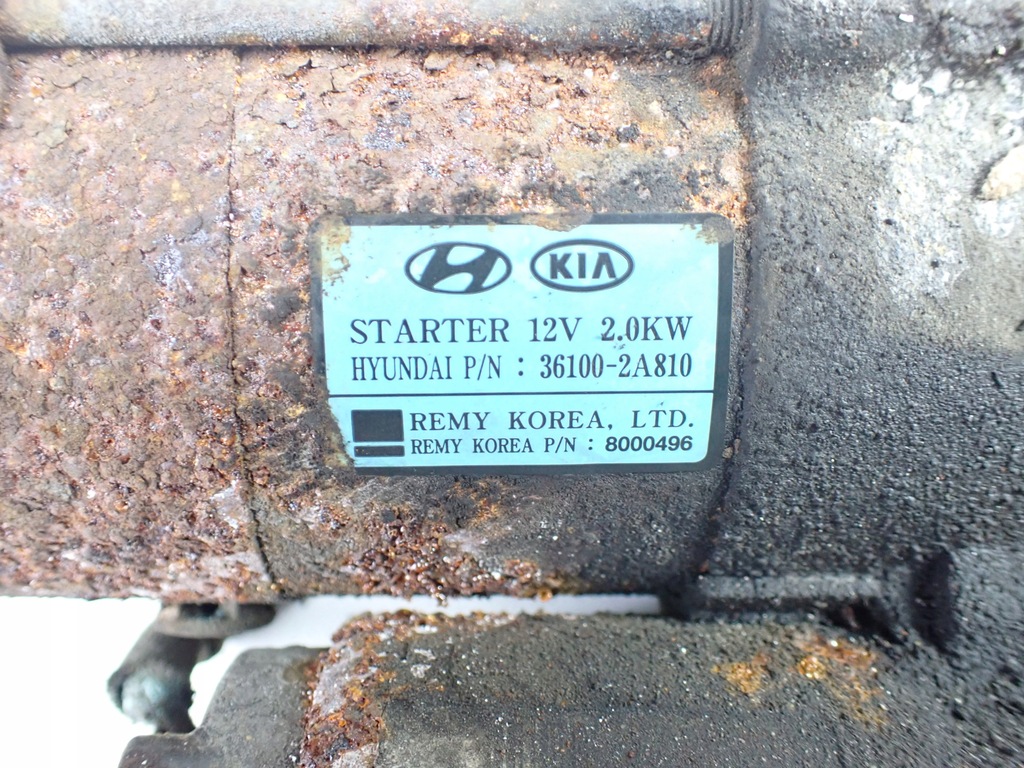 KIA
STARTER 12V 2.0KW
HYUNDAI P/N : 36100-2A810
REMY KOREA, LTD.
REMY KOREA P/N : 8000496